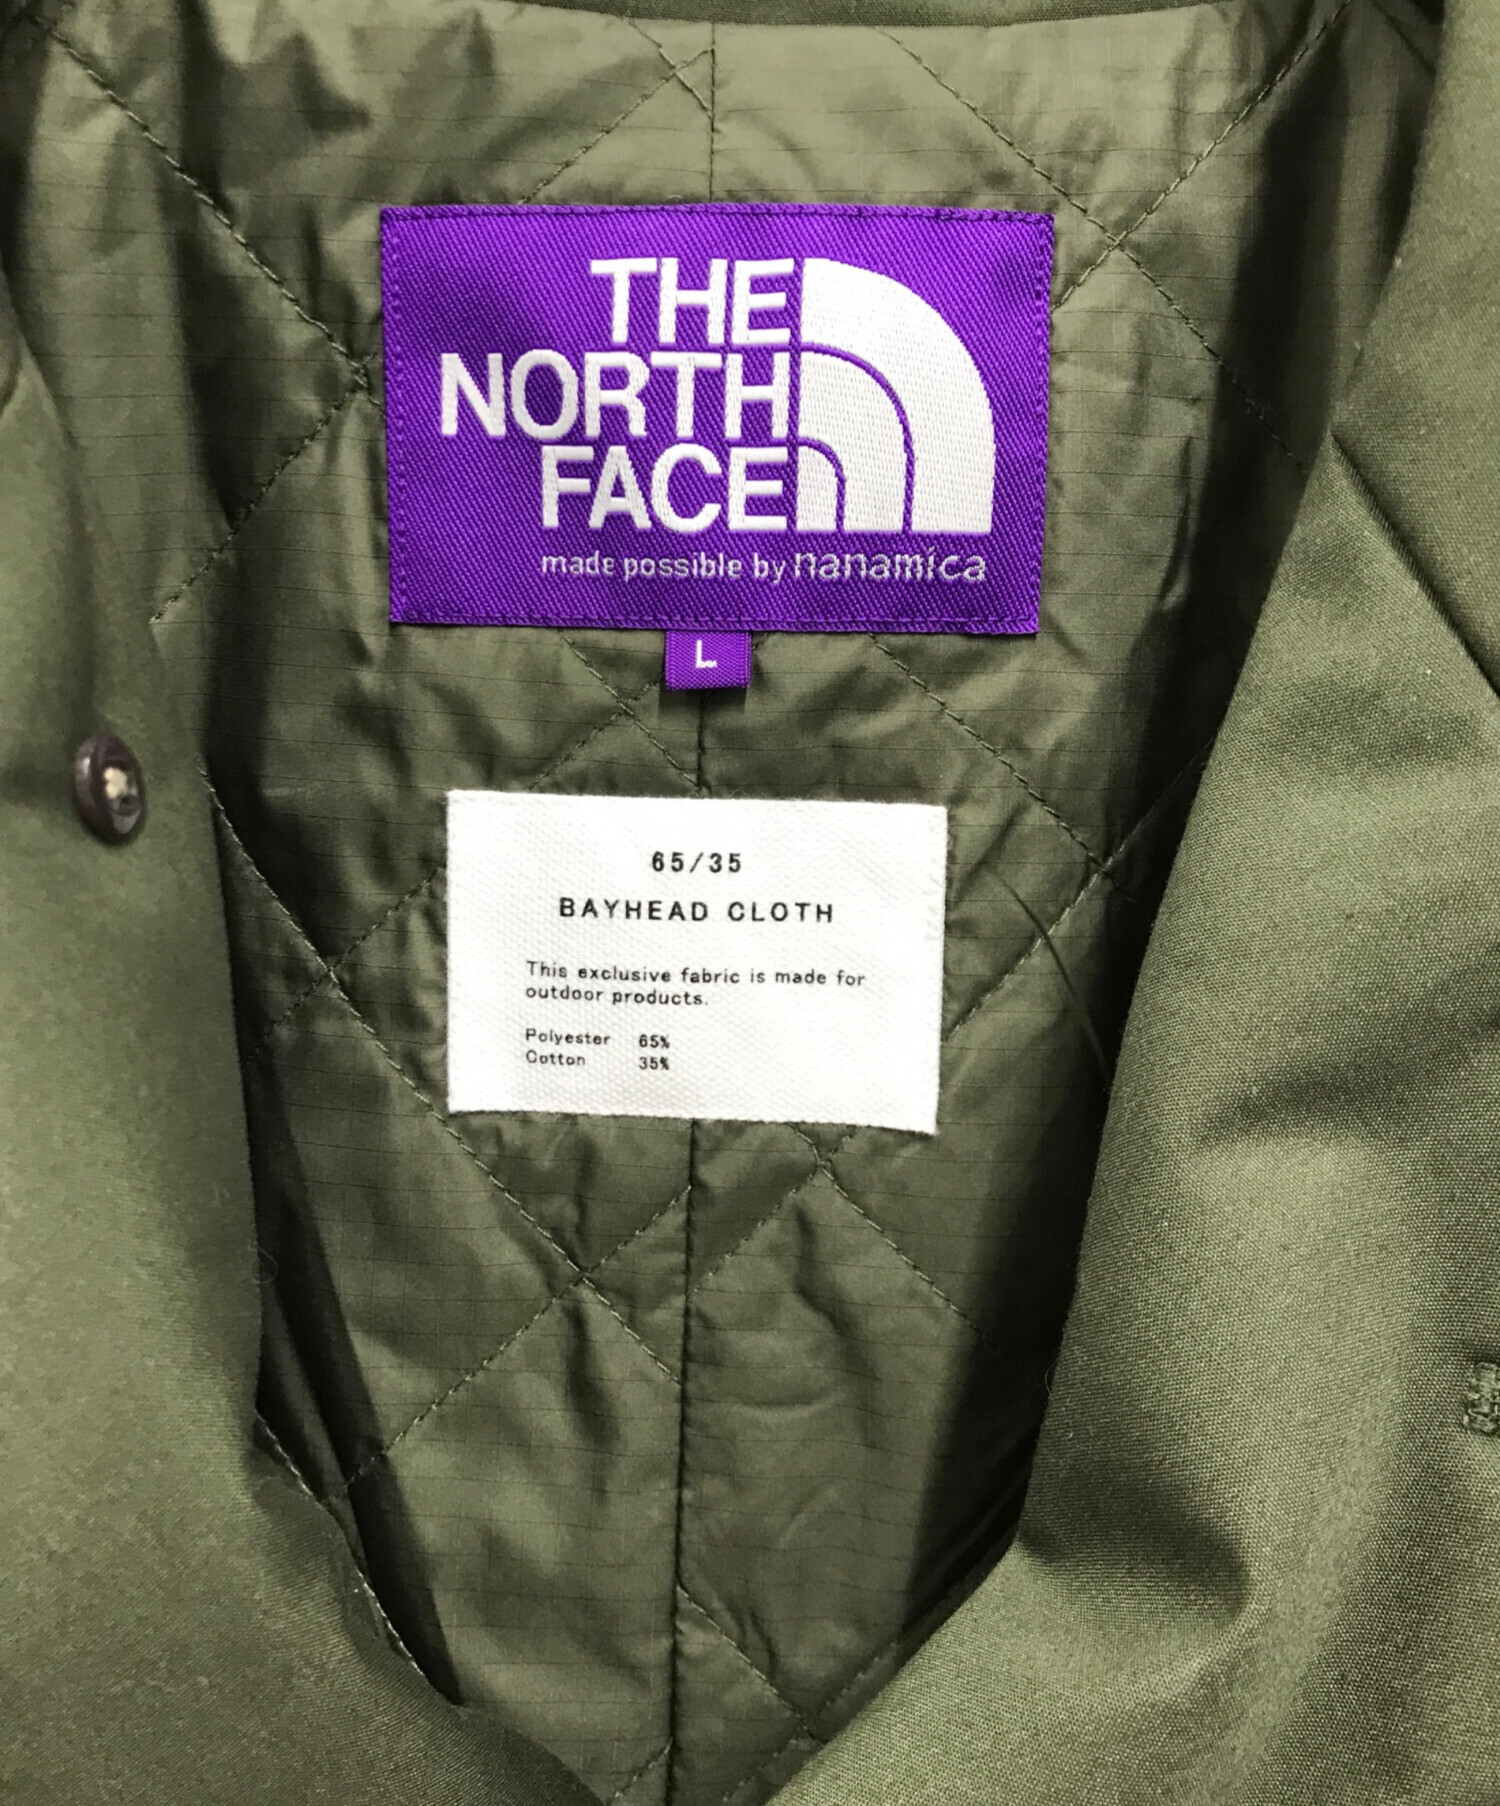 THE
NORTH
FACE
made possible by nanamica
L
65/35
BAYHEAD CLOTH
This exclusive fabric is made for
outdoor products.
Polyester 65%
Cotton 35%